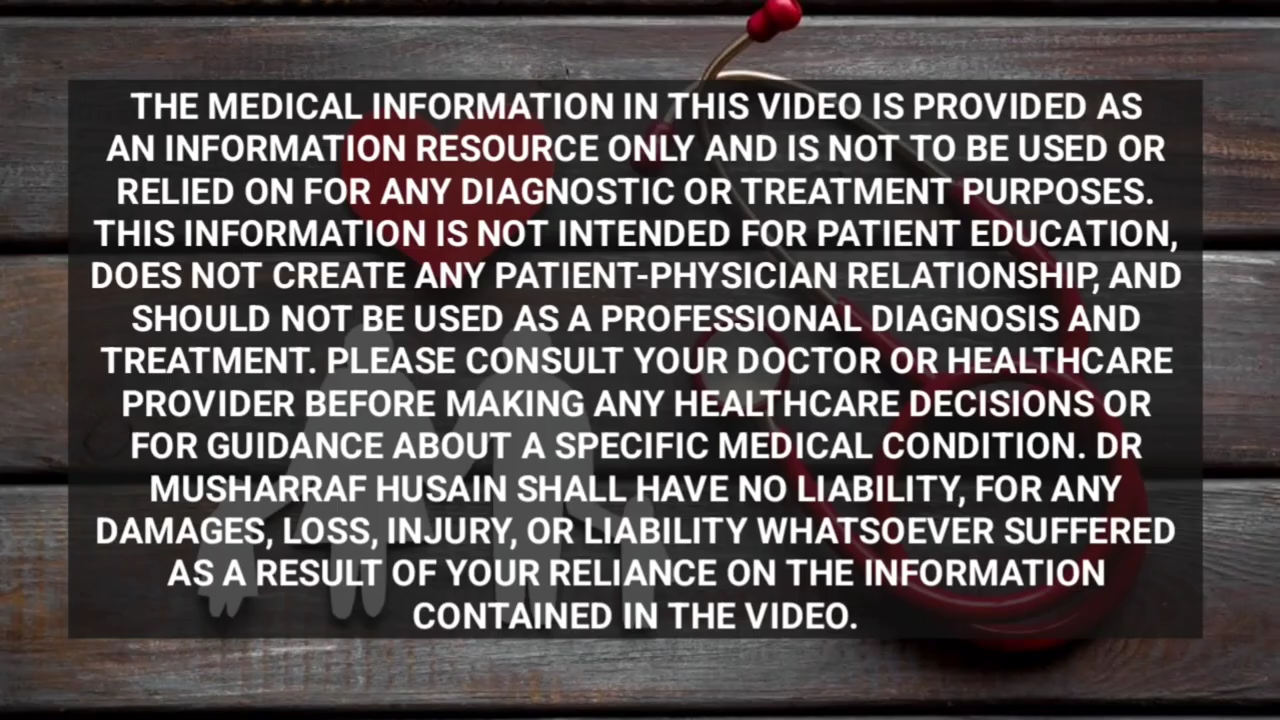 THE MEDICAL INFORMATION IN THIS VIDEO IS PROVIDED AS
AN INFORMATION RESOURCE ONLY AND IS NOT TO BE USED OR
RELIED ON FOR ANY DIAGNOSTIC OR TREATMENT PURPOSES.
THIS INFORMATION IS NOT INTENDED FOR PATIENT EDUCATION,
DOES NOT CREATE ANY PATIENT-PHYSICIAN RELATIONSHIP, AND
SHOULD NOT BE USED AS A PROFESSIONAL DIAGNOSIS AND
TREATMENT. PLEASE CONSULT YOUR DOCTOR OR HEALTHCARE
PROVIDER BEFORE MAKING ANY HEALTHCARE DECISIONS OR
FOR GUIDANCE ABOUT A SPECIFIC MEDICAL CONDITION. DR
MUSHARRAF HUSAIN SHALL HAVE NO LIABILITY, FOR ANY
DAMAGES, LOSS, INJURY, OR LIABILITY WHATSOEVER SUFFERED
AS A RESULT OF YOUR RELIANCE ON THE INFORMATION
CONTAINED IN THE VIDEO.